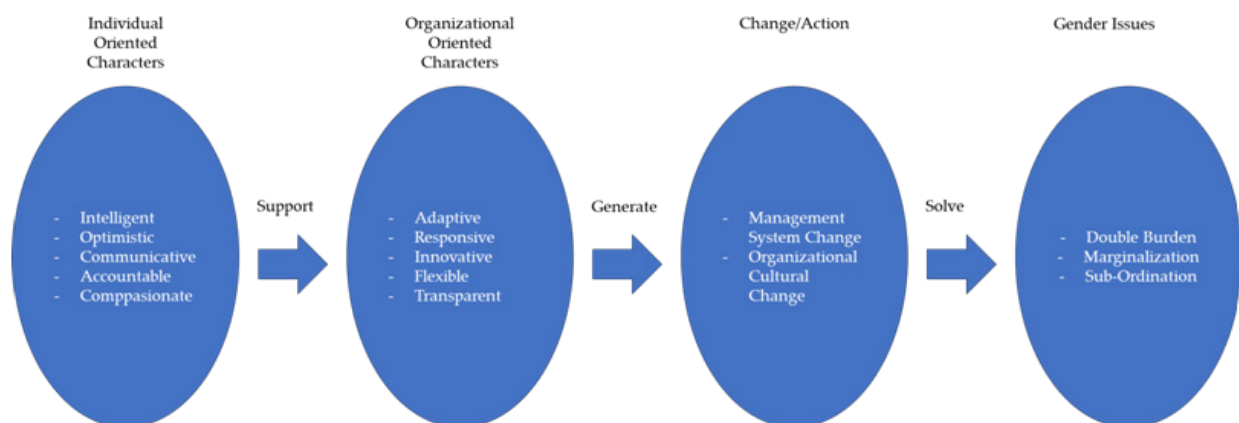 Individual
Oriented
Characters
Organizational
Oriented
Characters
Change/Action
Gender Issues
- Intelligent
- Optimistic
- Communicative
- Accountable
- Comppasionate
Support
- Adaptive
- Responsive
- Innovative
- Flexible
- Transparent
Generate
- Management
System Change
- Organizational
Cultural
Change
Solve
- Double Burden
- Marginalization
- Sub-Ordination